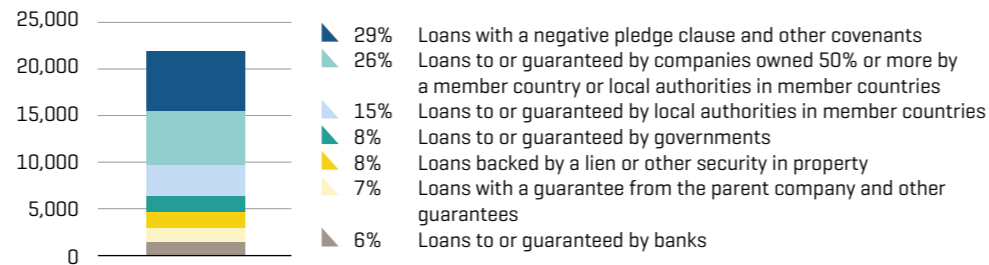 25,000
20,000
15,000
10,000
5,000
0
29% Loans with a negative pledge clause and other covenants
26% Loans to or guaranteed by companies owned 50% or more by
a member country or local authorities in member countries
15% Loans to or guaranteed by local authorities in member countries
8% Loans to or guaranteed by governments
8% Loans backed by a lien or other security in property
7% Loans with a guarantee from the parent company and other
guarantees
6% Loans to or guaranteed by banks